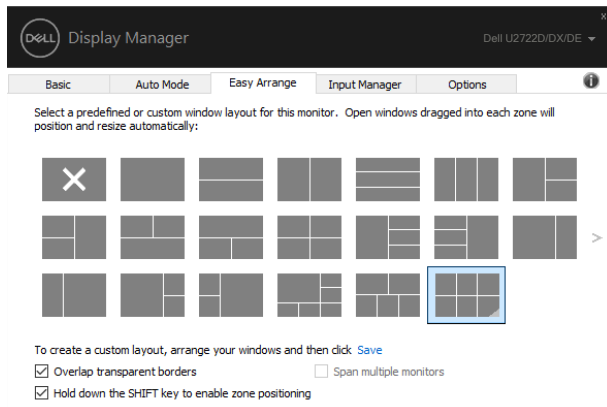 x
DELL Display Manager
Dell U2722D/DX/DE
Basic Auto Mode Easy Arrange Input Manager Options i
Select a predefined or custom window layout for this monitor. Open windows dragged into each zone will
position and resize automatically:
>
To create a custom layout, arrange your windows and then click Save
Overlap transparent borders Span multiple monitors
Hold down the SHIFT key to enable zone positioning